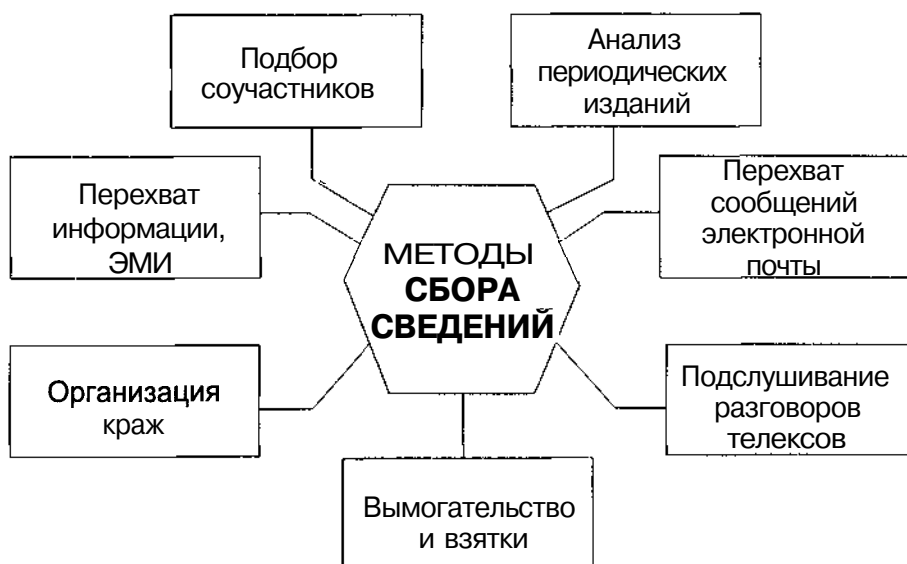 Подбор
соучастников
Анализ
периодических
изданий
Перехват
информации,
ЭМИ
Перехват
сообщений
электронной
почты
МЕТОДЫ
СБОРА
СВЕДЕНИЙ
Организация
краж
Подслушивание
разговоров
телексов
Вымогательство
и взятки